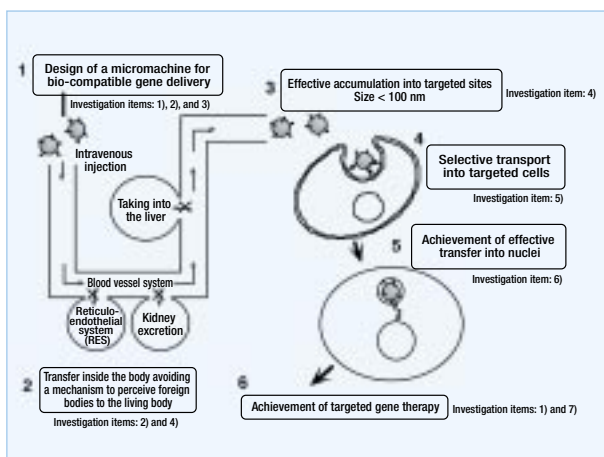 1
Design of a micromachine for
bio-compatible gene delivery
Investigation items: 1), 2), and 3)
Intravenous
injection
Taking into
the liver
Blood vessel system
Reticulo-
endothelial
system
(RES)
Kidney
excretion
2
Transfer inside the body avoiding
a mechanism to perceive foreign
bodies to the living body
Investigation items: 2) and 4)
3
Effective accumulation into targeted sites
Size < 100 nm
Investigation item: 4)
4
Selective transport
into targeted cells
Investigation item: 5)
5
Achievement of effective
transfer into nuclei
Investigation item: 6)
6
Achievement of targeted gene therapy
Investigation items: 1) and 7)